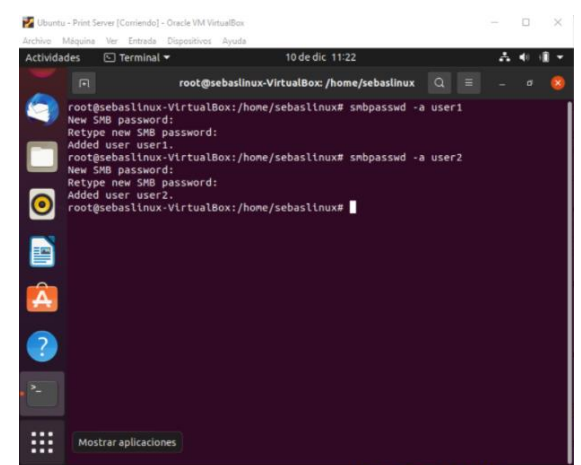 Ubuntu - Print Server [Corriendo] - Oracle VM VirtualBox
Archivo Máquina Ver Entrada Dispositivos Ayuda
Actividades Terminal 10 de dic 11:22
root@sebaslinux-VirtualBox: /home/sebaslinux
root@sebaslinux-VirtualBox:/home/sebaslinux# smbpasswd -a user1
New SMB password:
Retype new SMB password:
Added user user1.
root@sebaslinux-VirtualBox:/home/sebaslinux# smbpasswd -a user2
New SMB password:
Retype new SMB password:
Added user user2.
root@sebaslinux-VirtualBox:/home/sebaslinux#
Mostrar aplicaciones